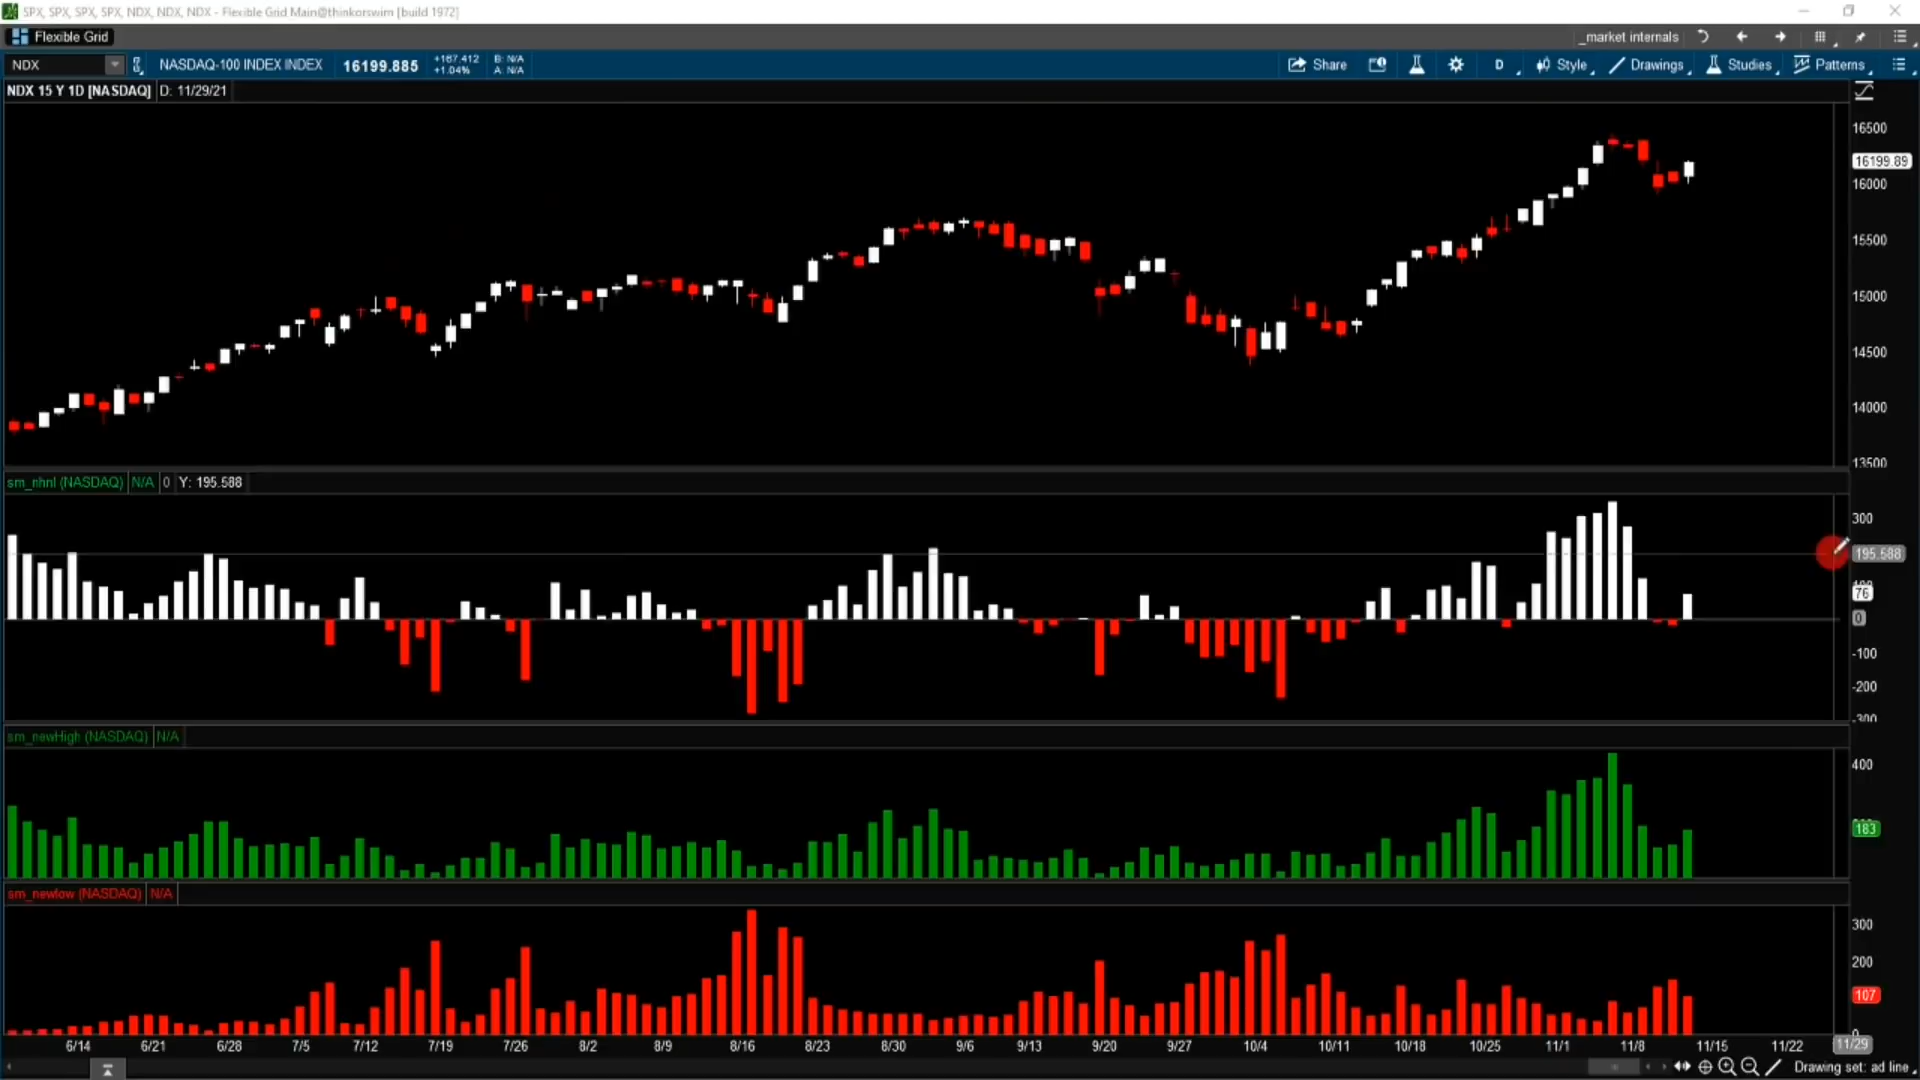 SPX, SPX, SPX, SPX, NDX, NDX, NDX - Flexible Grid Main@thinkorswim [build 1972]
Flexible Grid
_market internals
NDX
NASDAQ-100 INDEX INDEX
16199.885
+167.412
+1.04%
B: N/A
A: N/A
Share
D
Style
Drawings
Studies
Patterns
NDX 15 Y 1D [NASDAQ] D: 11/29/21
16500
16199.89
16000
15500
15000
14500
14000
13500
sm_nhnl (NASDAQ) N/A 0 Y: 195.588
300
195.588
100
76
0
-100
-200
-300
sm_newHigh (NASDAQ) N/A
400
183
sm_newlow (NASDAQ) N/A
300
200
107
0
6/14 6/21 6/28 7/5 7/12 7/19 7/26 8/2 8/9 8/16 8/23 8/30 9/6 9/13 9/20 9/27 10/4 10/11 10/18 10/25 11/1 11/8 11/15 11/22 11/29
Drawing set: ad line